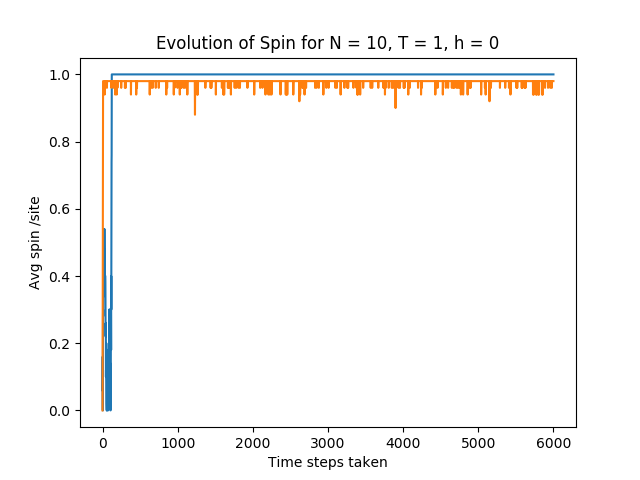 Evolution of Spin for N = 10, T = 1, h = 0
1.0
0.8
0.6
0.4
0.2
0.0
Avg spin /site
0 1000 2000 3000 4000 5000 6000
Time steps taken